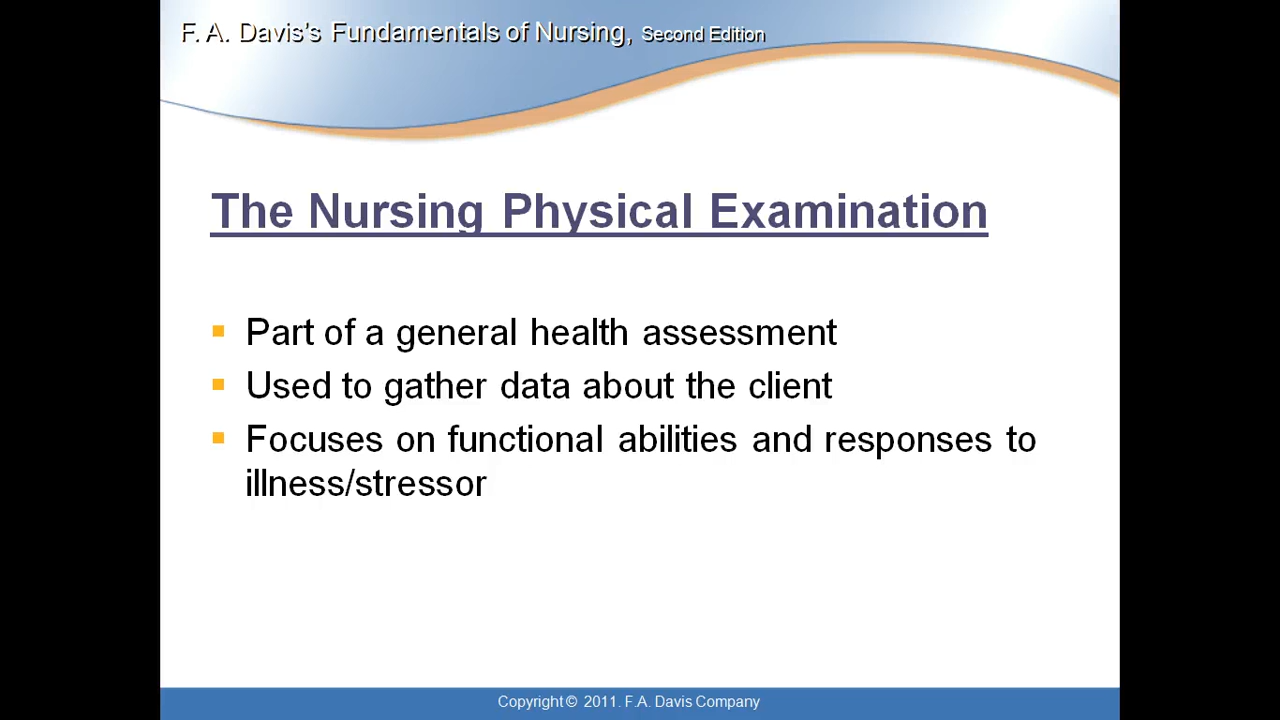 F. A. Davis's Fundamentals of Nursing, Second Edition
The Nursing Physical Examination
▪ Part of a general health assessment
▪ Used to gather data about the client
▪ Focuses on functional abilities and responses to
illness/stressor
Copyright © 2011. F.A. Davis Company